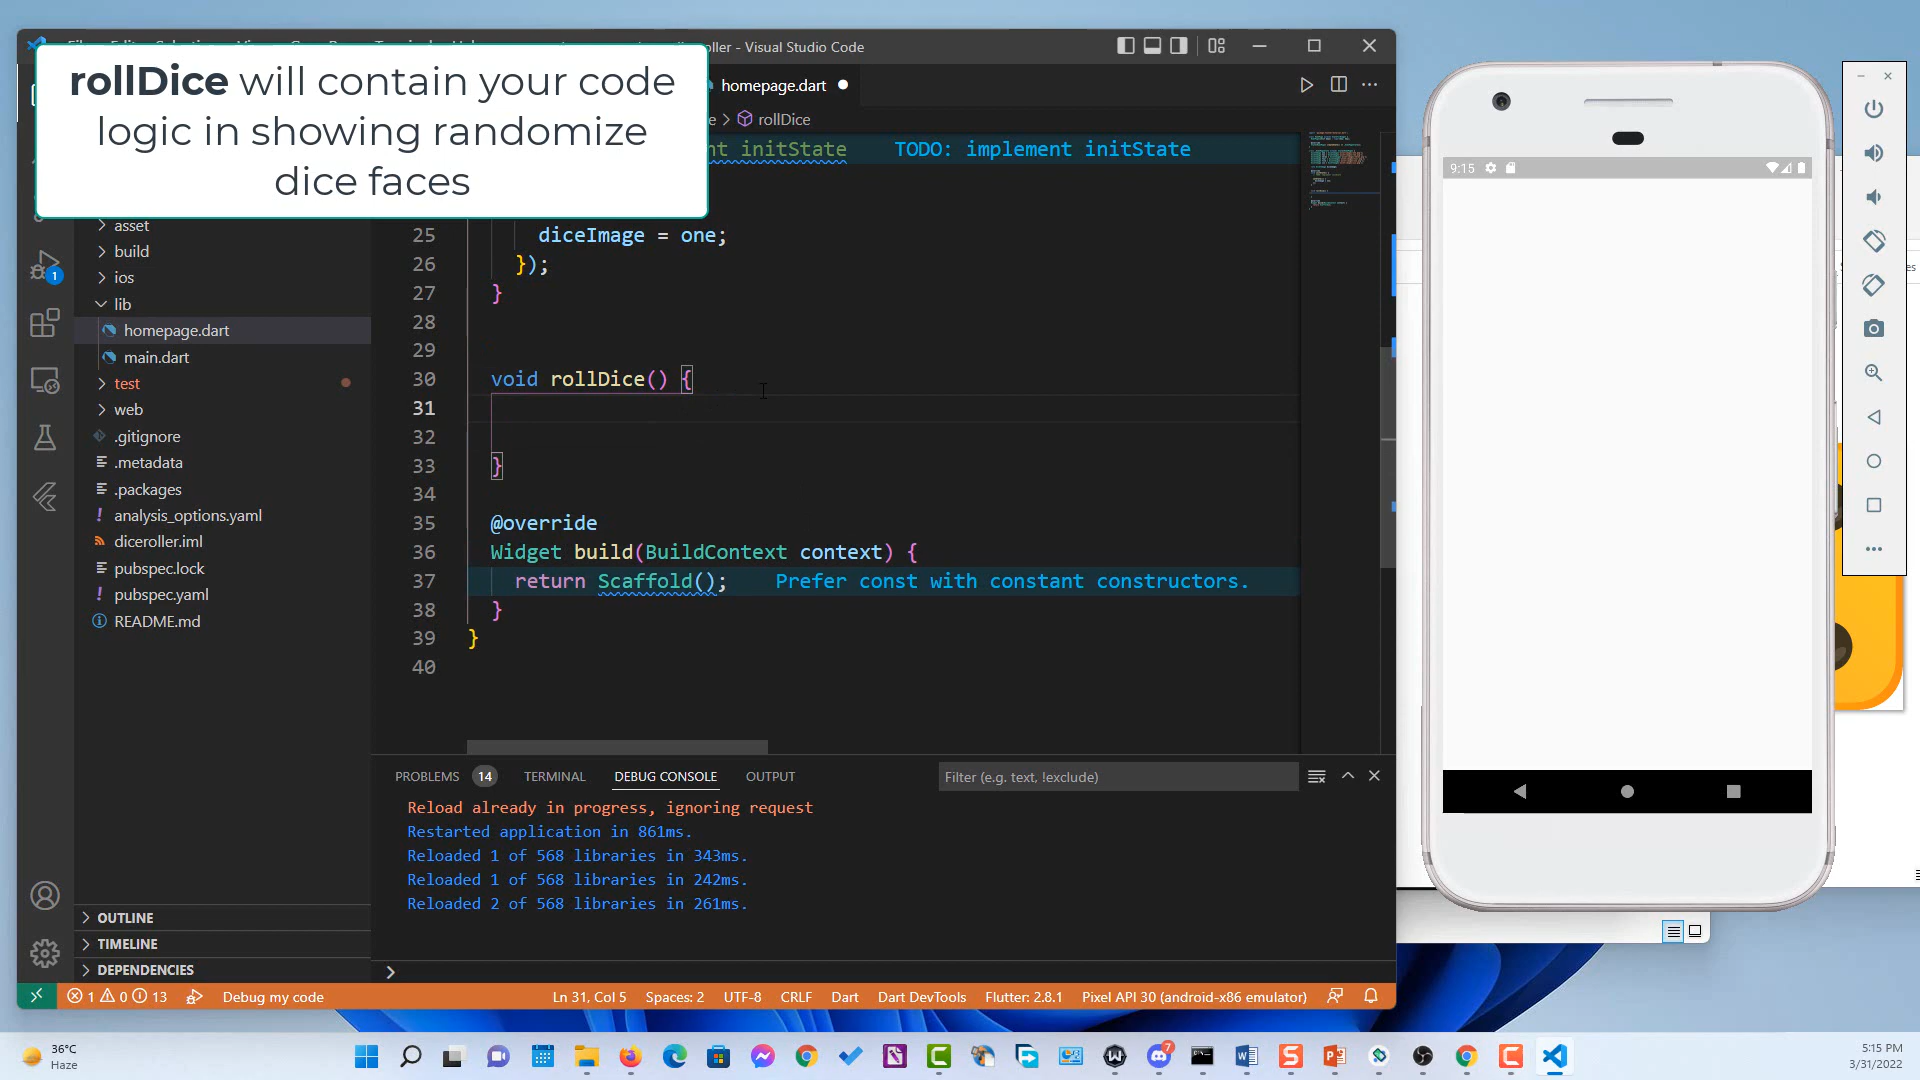 oller - Visual Studio Code
rollDice will contain your code
logic in showing randomize
dice faces
homepage.dart
e > rollDice
nt initState TODO: implement initState
asset
build
ios
lib
homepage.dart
main.dart
test
web
.gitignore
.metadata
.packages
analysis_options.yaml
diceroller.iml
pubspec.lock
pubspec.yaml
README.md
OUTLINE
TIMELINE
DEPENDENCIES
1
25 diceImage = one;
26 });
27 }
28
29
30 void rollDice() {
31
32
33 }
34
35 @override
36 Widget build(BuildContext context) {
37 return Scaffold(); Prefer const with constant constructors.
38 }
39 }
40
PROBLEMS 14 TERMINAL DEBUG CONSOLE OUTPUT
Filter (e.g. text, !exclude)
Reload already in progress, ignoring request
Restarted application in 861ms.
Reloaded 1 of 568 libraries in 343ms.
Reloaded 1 of 568 libraries in 242ms.
Reloaded 2 of 568 libraries in 261ms.
1 0 13 Debug my code Ln 31, Col 5 Spaces: 2 UTF-8 CRLF Dart Dart DevTools Flutter: 2.8.1 Pixel API 30 (android-x86 emulator)
9:15
36°C
Haze
7
5:15 PM
3/31/2022